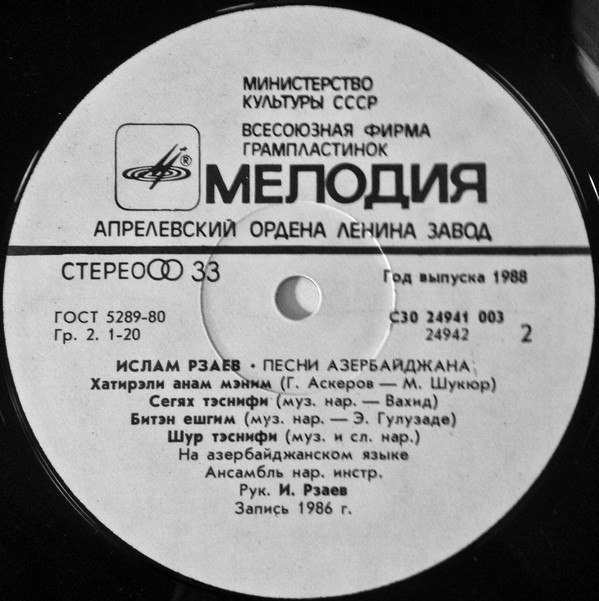 МИНИСТЕРСТВО
КУЛЬТУРЫ СССР
ВСЕСОЮЗНАЯ ФИРМА
ГРАМПЛАСТИНОК
®
МЕЛОДИЯ
АПРЕЛЕВСКИЙ ОРДЕНА ЛЕНИНА ЗАВОД
СТЕРЕО 33
Год выпуска 1988
ГОСТ 5289-80
Гр. 2. 1-20
С30 24941 003
24942
2
ИСЛАМ РЗАЕВ • ПЕСНИ АЗЕРБАЙДЖАНА
Хатирэли анам мэним (Г. Аскеров — М. Шукюр)
Сегях тэснифи (муз. нар. — Вахид)
Битэн ешгим (муз. нар. — Э. Гулузаде)
Шур тэснифи (муз. и сл. нар.)
На азербайджанском языке
Ансамбль нар. инстр.
Рук. И. Рзаев
Запись 1986 г.